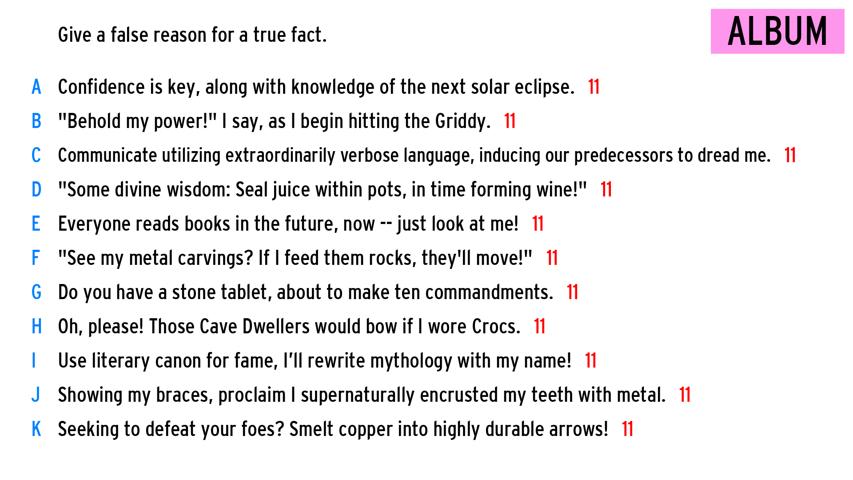 Give a false reason for a true fact.
ALBUM
A Confidence is key, along with knowledge of the next solar eclipse. 11
B "Behold my power!" I say, as I begin hitting the Griddy. 11
C Communicate utilizing extraordinarily verbose language, inducing our predecessors to dread me. 11
D "Some divine wisdom: Seal juice within pots, in time forming wine!" 11
E Everyone reads books in the future, now -- just look at me! 11
F "See my metal carvings? If I feed them rocks, they'll move!" 11
G Do you have a stone tablet, about to make ten commandments. 11
H Oh, please! Those Cave Dwellers would bow if I wore Crocs. 11
I Use literary canon for fame, I’ll rewrite mythology with my name! 11
J Showing my braces, proclaim I supernaturally encrusted my teeth with metal. 11
K Seeking to defeat your foes? Smelt copper into highly durable arrows! 11